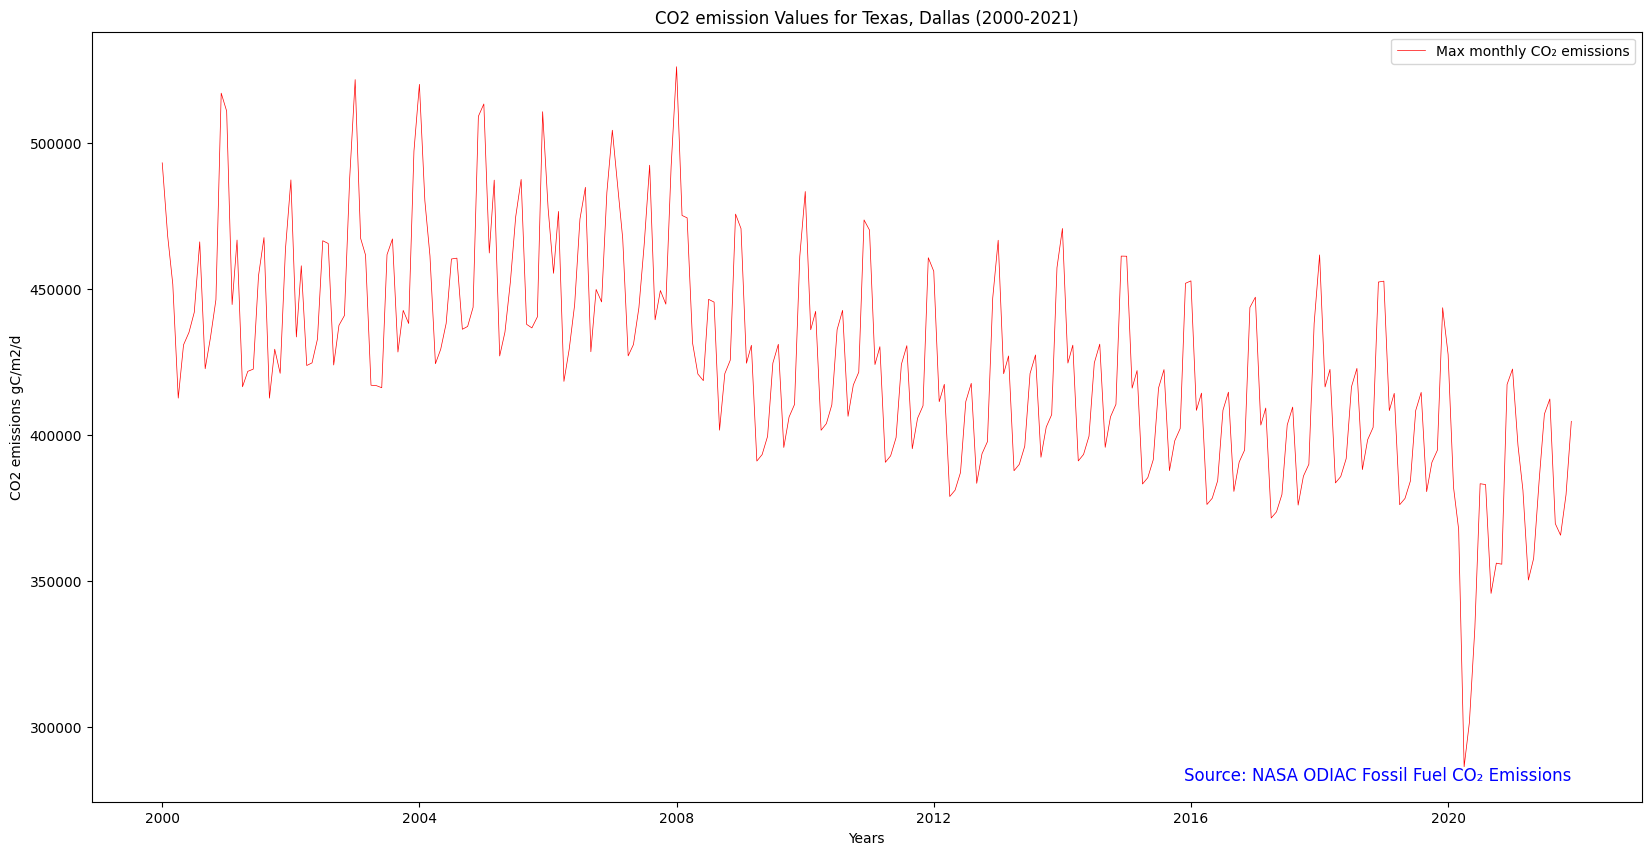 CO2 emission Values for Texas, Dallas (2000-2021)
Max monthly CO₂ emissions
CO2 emissions gC/m2/d
500000
450000
400000
350000
300000
Source: NASA ODIAC Fossil Fuel CO₂ Emissions
2000 2004 2008 2012 2016 2020
Years